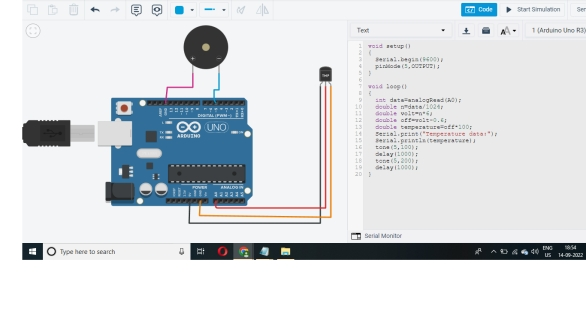 Code
Start Simulation
Sen
Text
1 (Arduino Uno R3)
1 void setup()
2 {
3 Serial.begin(9600);
4 pinMode(5,OUTPUT);
5 }
6
7 void loop()
8 {
9 int data=analogRead(A0);
10 double n=data/1024;
11 double volt=n*5;
12 double off=volt-0.5;
13 double temperature=off*100;
14 Serial.print("Temperature data:");
15 Serial.println(temperature);
16 tone(5,100);
17 delay(1000);
18 tone(5,200);
19 delay(1000);
20 }
TMP
DIGITAL (PWM~)
UNO
ARDUINO
POWER
ANALOG IN
Serial Monitor
Type here to search
ENG
US
18:54
14-09-2022